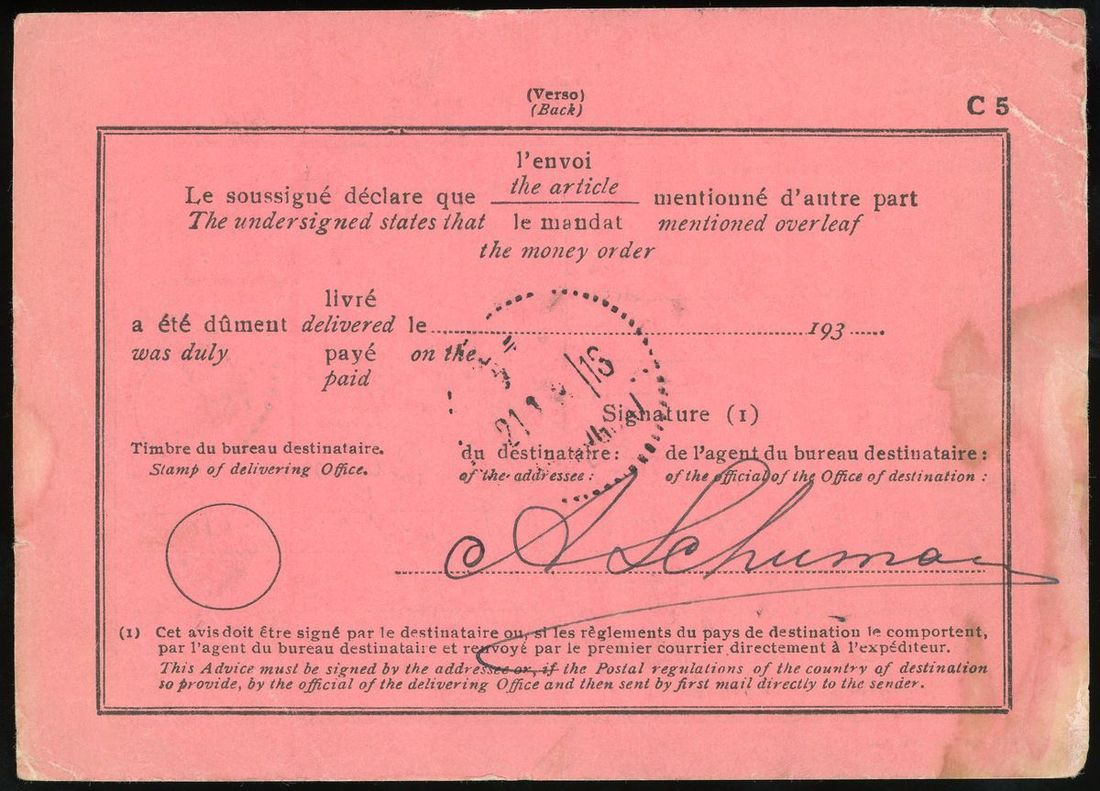 (Verso)
(Back)
C 5
l'envoi
the article
Le soussigné déclare que mentionné d'autre part
The undersigned states that le mandat mentioned overleaf
the money order
livré
a été dûment delivered le 193
was duly payé on the
paid
21 /16
Signature (1)
Timbre du bureau destinataire. du destinataire: de l'agent du bureau destinataire:
Stamp of delivering Office. of the addressee: of the official of the Office of destination:
A Schuman
(1) Cet avis doit être signé par le destinataire ou, si les règlements du pays de destination le comportent,
par l'agent du bureau destinataire et renvoyé par le premier courrier directement à l'expéditeur.
This Advice must be signed by the addressee or, if the Postal regulations of the country of destination
so provide, by the official of the delivering Office and then sent by first mail directly to the sender.